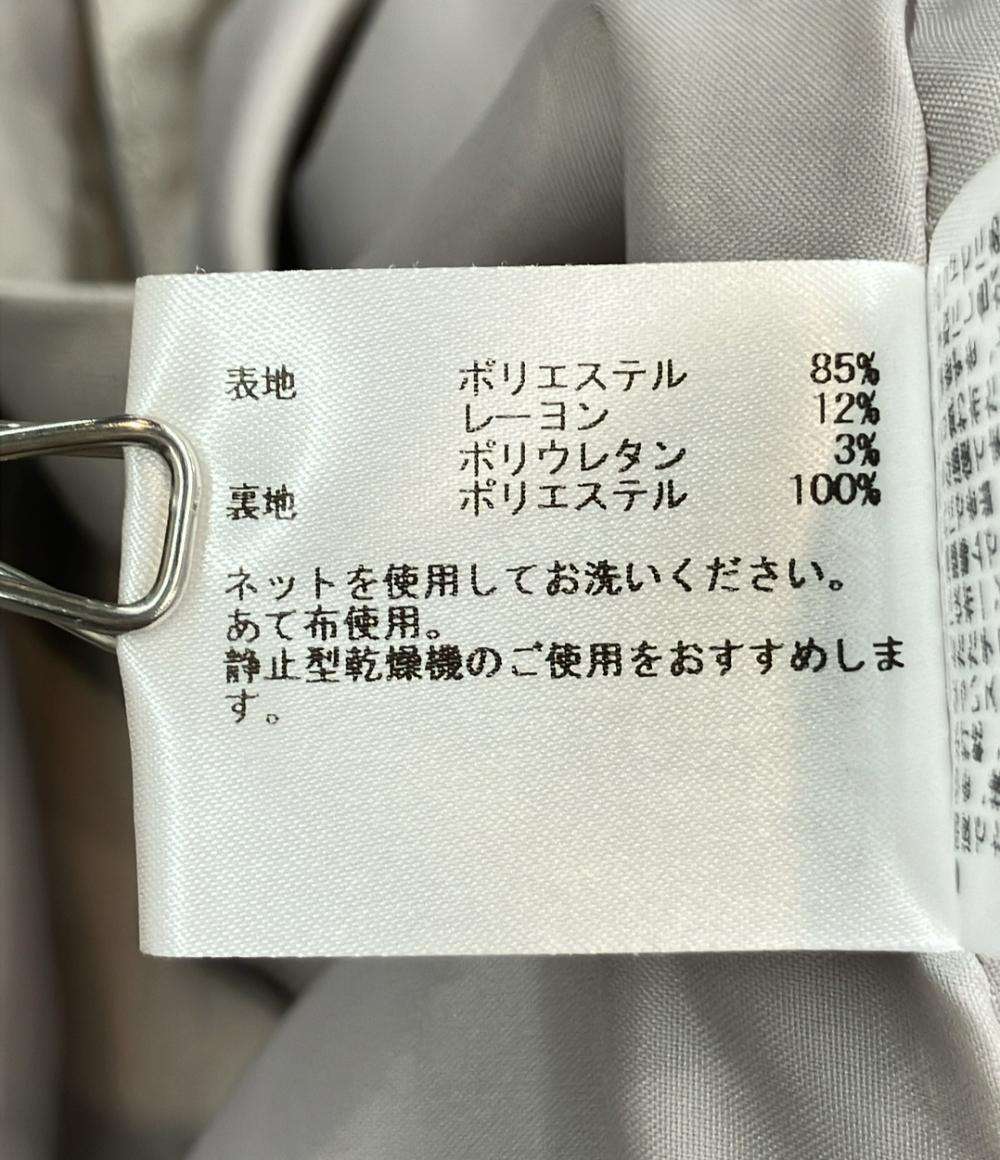 表地 ポリエステル 85%
レーヨン 12%
ポリウレタン 3%
裏地 ポリエステル 100%
ネットを使用してお洗いください。
あて布使用。
静止型乾燥機のご使用をおすすめしま
す。